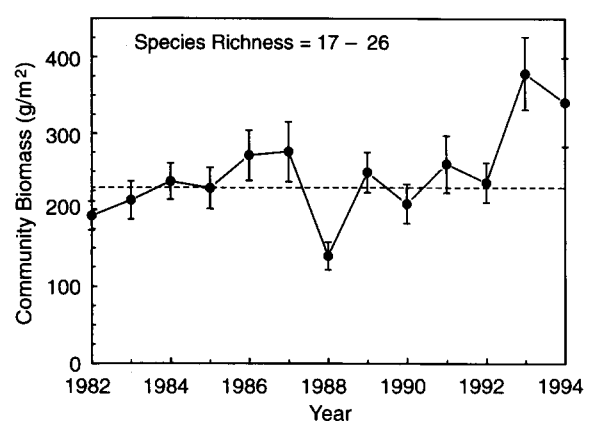 Species Richness = 17 – 26
Community Biomass (g/m²)
400
300
200
100
0
1982 1984 1986 1988 1990 1992 1994
Year